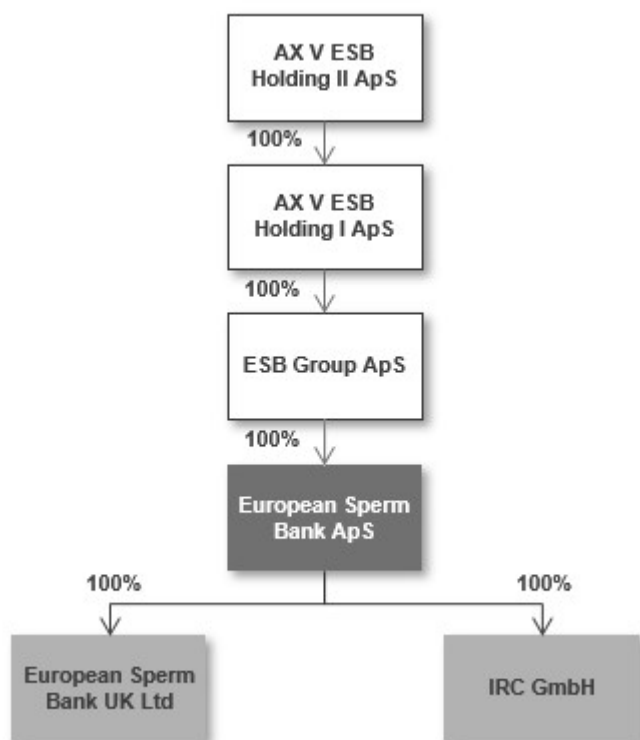 AX V ESB
Holding II ApS
100%
AX V ESB
Holding I ApS
100%
ESB Group ApS
100%
European Sperm
Bank ApS
100%
100%
European Sperm
Bank UK Ltd
IRC GmbH